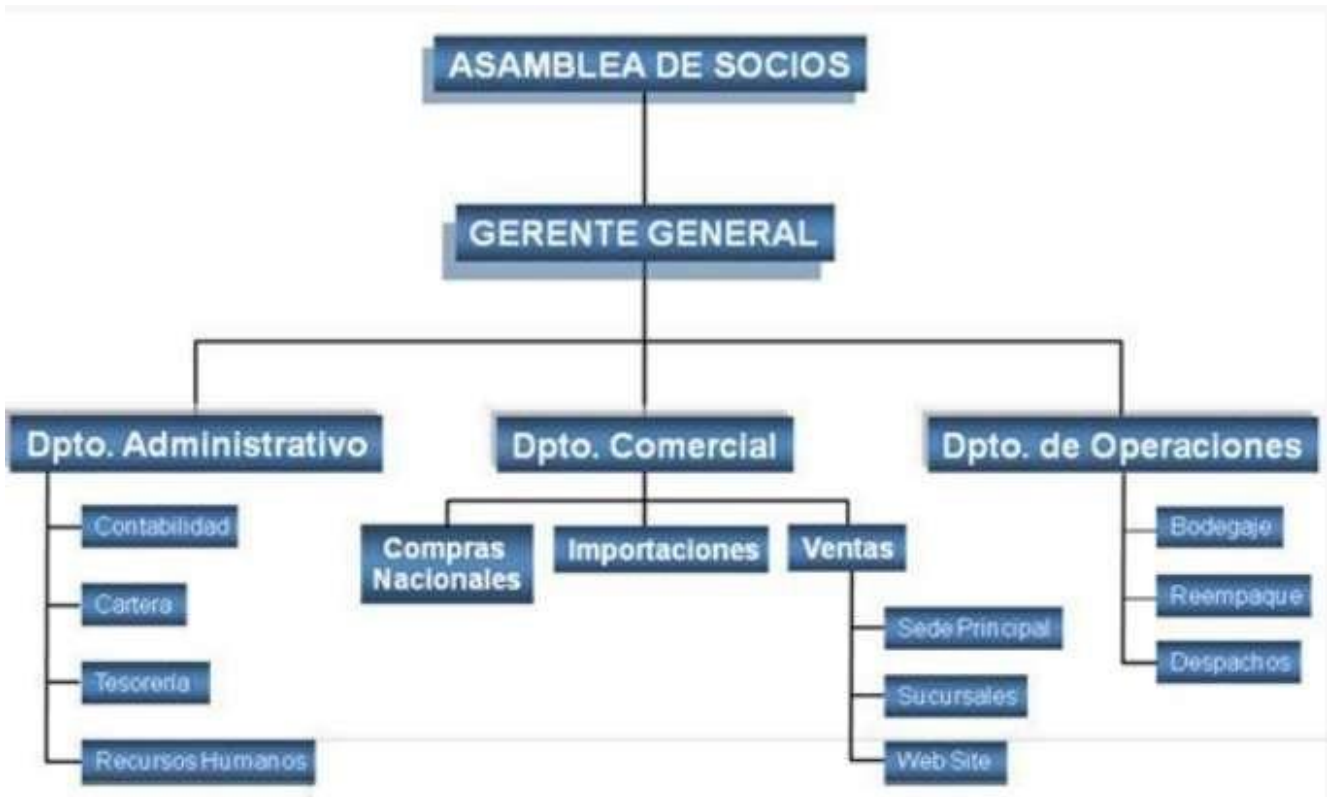 ASAMBLEA DE SOCIOS
GERENTE GENERAL
Dpto. Administrativo
Contabilidad
Cartera
Tesorería
Recursos Humanos
Dpto. Comercial
Compras
Nacionales
Importaciones
Ventas
Sede Principal
Sucursales
Web Site
Dpto. de Operaciones
Bodegaje
Reempaque
Despachos